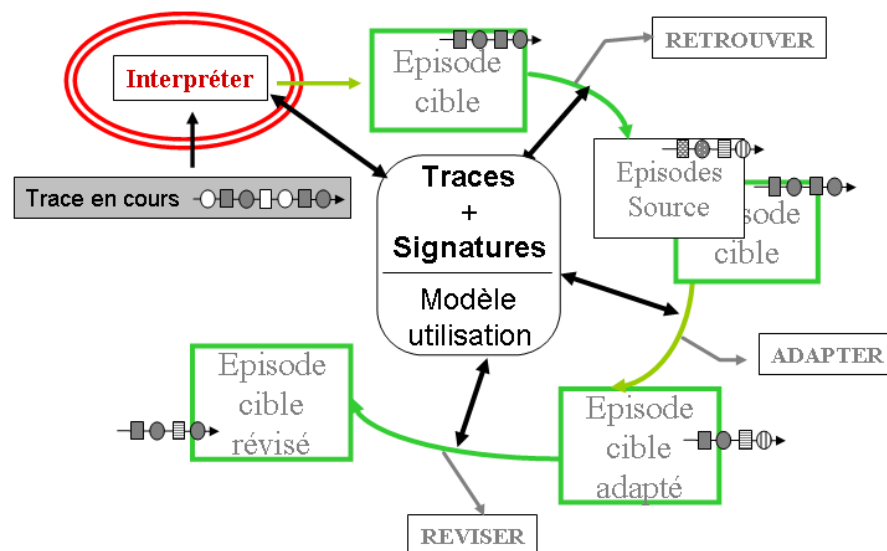 Interpréter
Episode
cible
RETROUVER
Trace en cours
Traces
+
Signatures
Modèle
utilisation
Episodes
Source
isode
cible
ADAPTER
Episode
cible
adapté
Episode
cible
révisé
REVISER